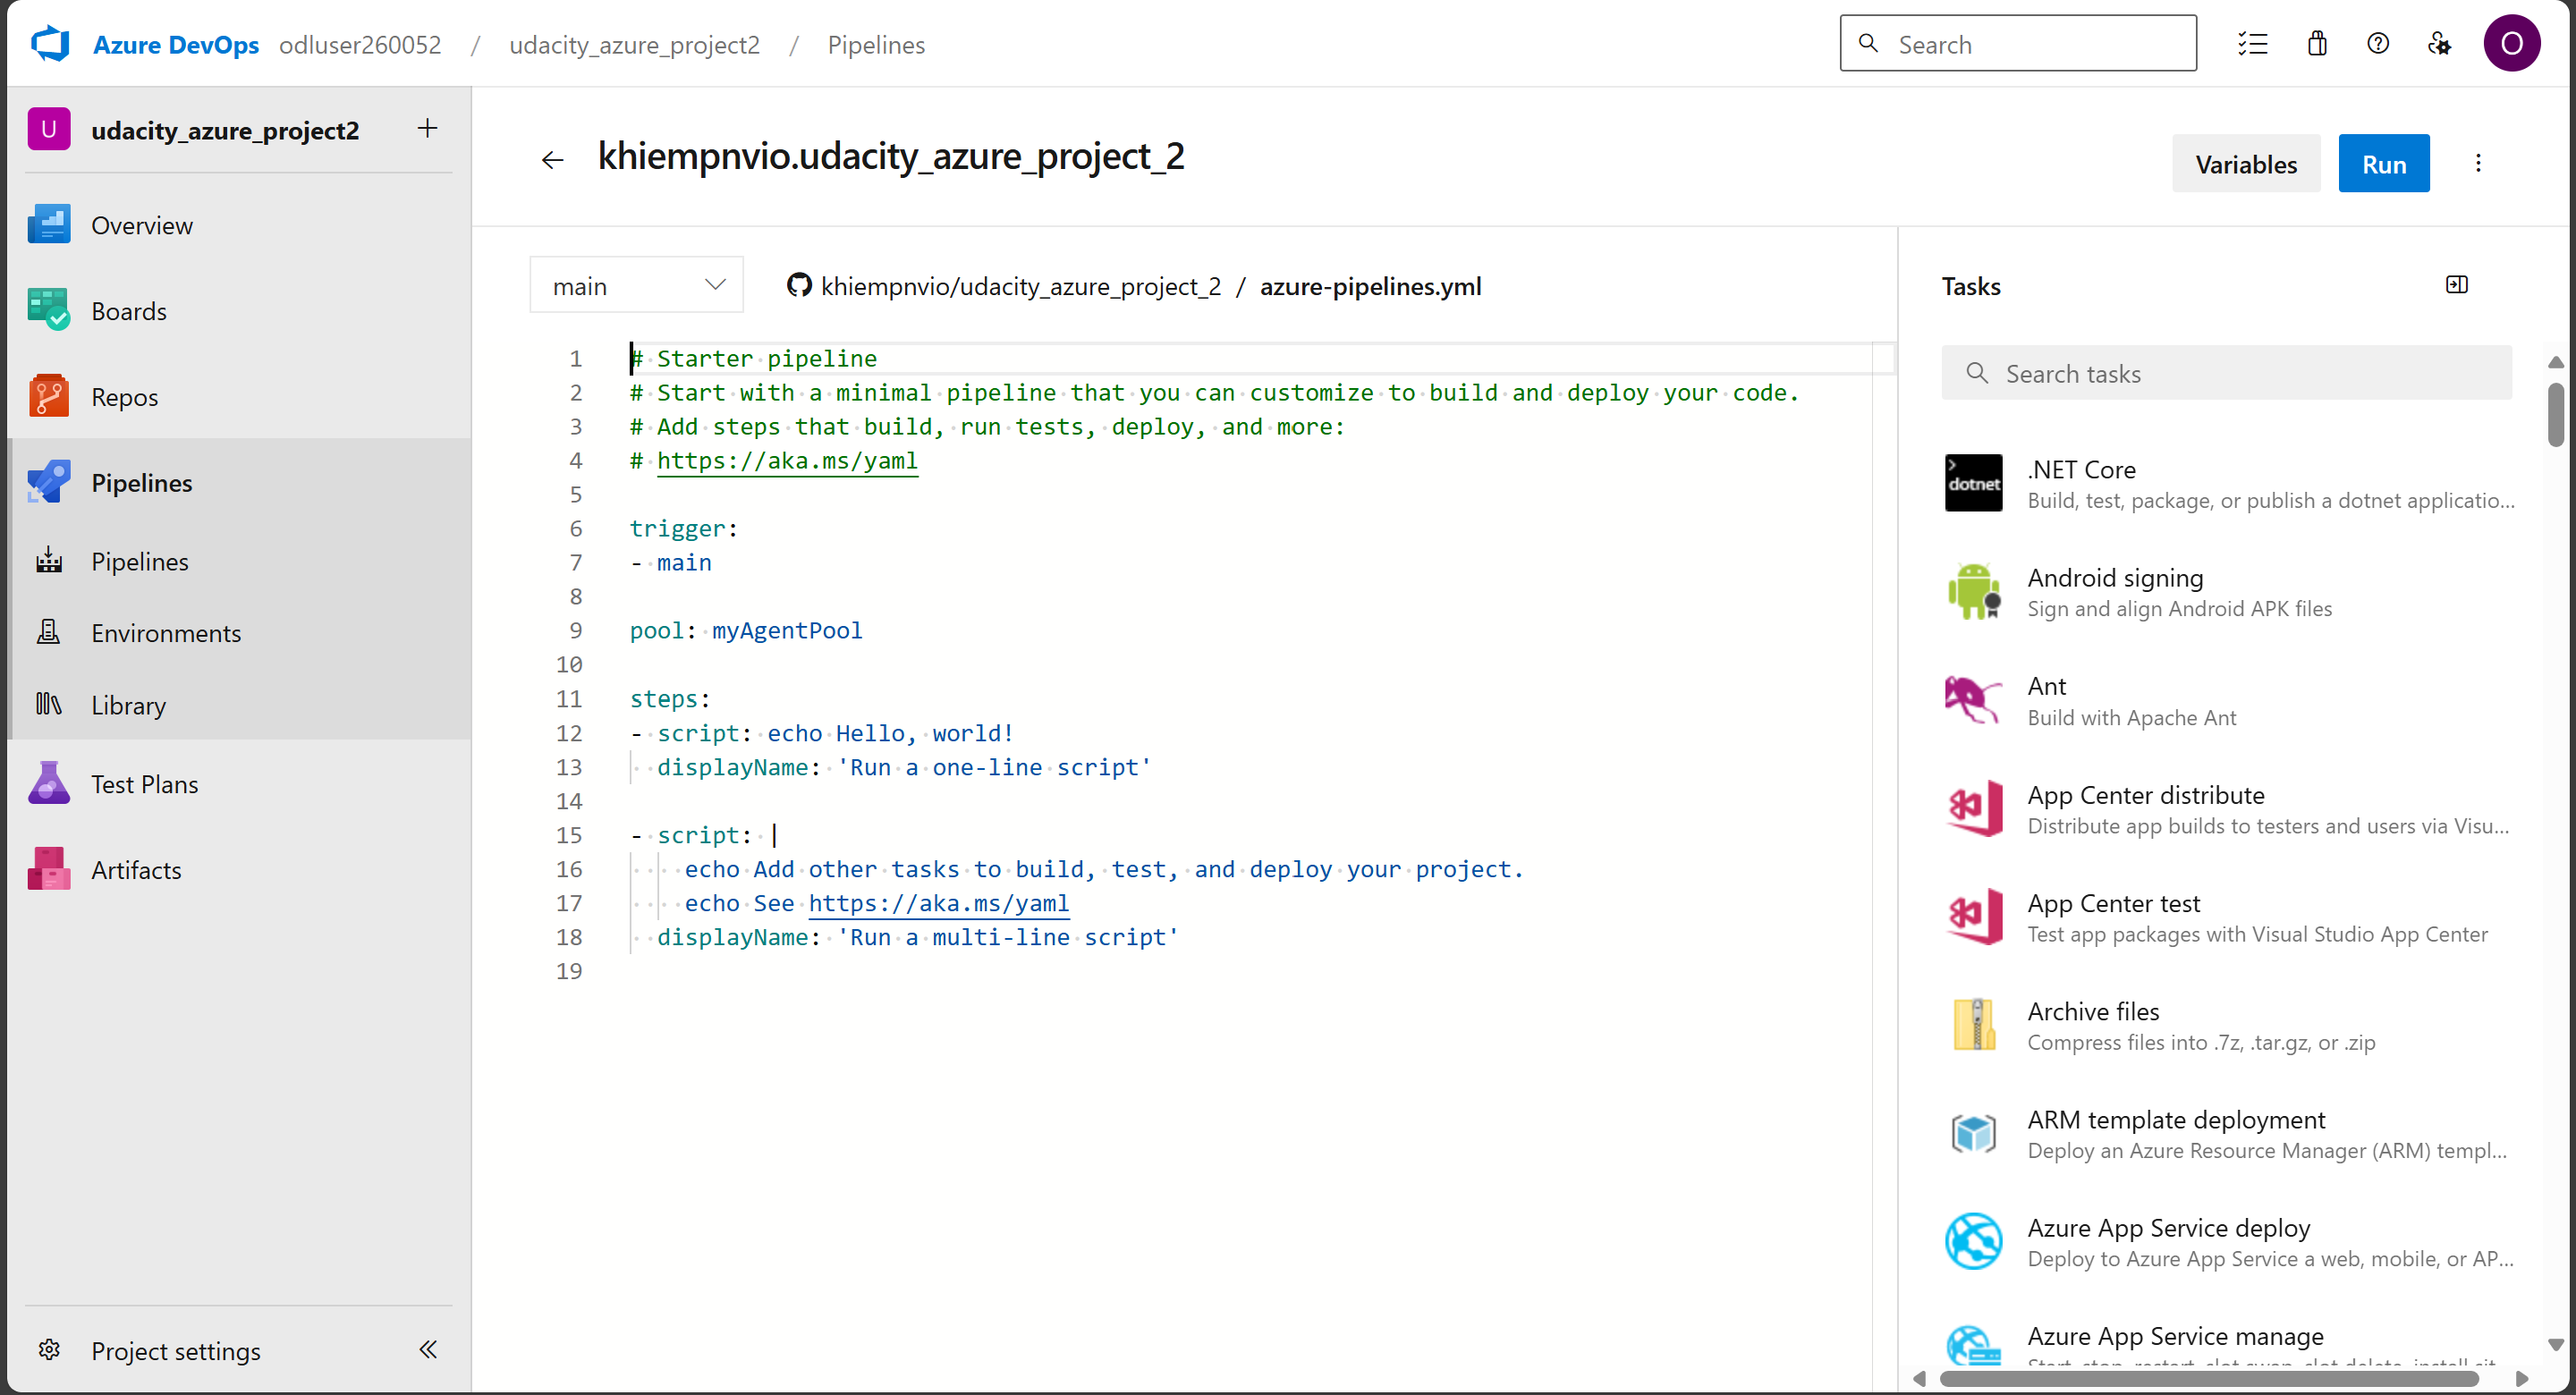 Azure DevOps odluser260052 / udacity_azure_project2 / Pipelines
Search
O
U udacity_azure_project2
Overview
Boards
Repos
Pipelines
Pipelines
Environments
Library
Test Plans
Artifacts
Project settings
khiempnvio.udacity_azure_project_2
Variables
Run
main
khiempnvio/udacity_azure_project_2 / azure-pipelines.yml
1 # Starter pipeline
2 # Start with a minimal pipeline that you can customize to build and deploy your code.
3 # Add steps that build, run tests, deploy, and more:
4 # https://aka.ms/yaml
5
6 trigger:
7 - main
8
9 pool: myAgentPool
10
11 steps:
12 - script: echo Hello, world!
13   displayName: 'Run a one-line script'
14
15 - script: |
16     echo Add other tasks to build, test, and deploy your project.
17     echo See https://aka.ms/yaml
18   displayName: 'Run a multi-line script'
19
Tasks
Search tasks
dotnet
.NET Core
Build, test, package, or publish a dotnet applicatio...
Android signing
Sign and align Android APK files
Ant
Build with Apache Ant
App Center distribute
Distribute app builds to testers and users via Visu...
App Center test
Test app packages with Visual Studio App Center
Archive files
Compress files into .7z, .tar.gz, or .zip
ARM template deployment
Deploy an Azure Resource Manager (ARM) templ...
Azure App Service deploy
Deploy to Azure App Service a web, mobile, or AP...
Azure App Service manage